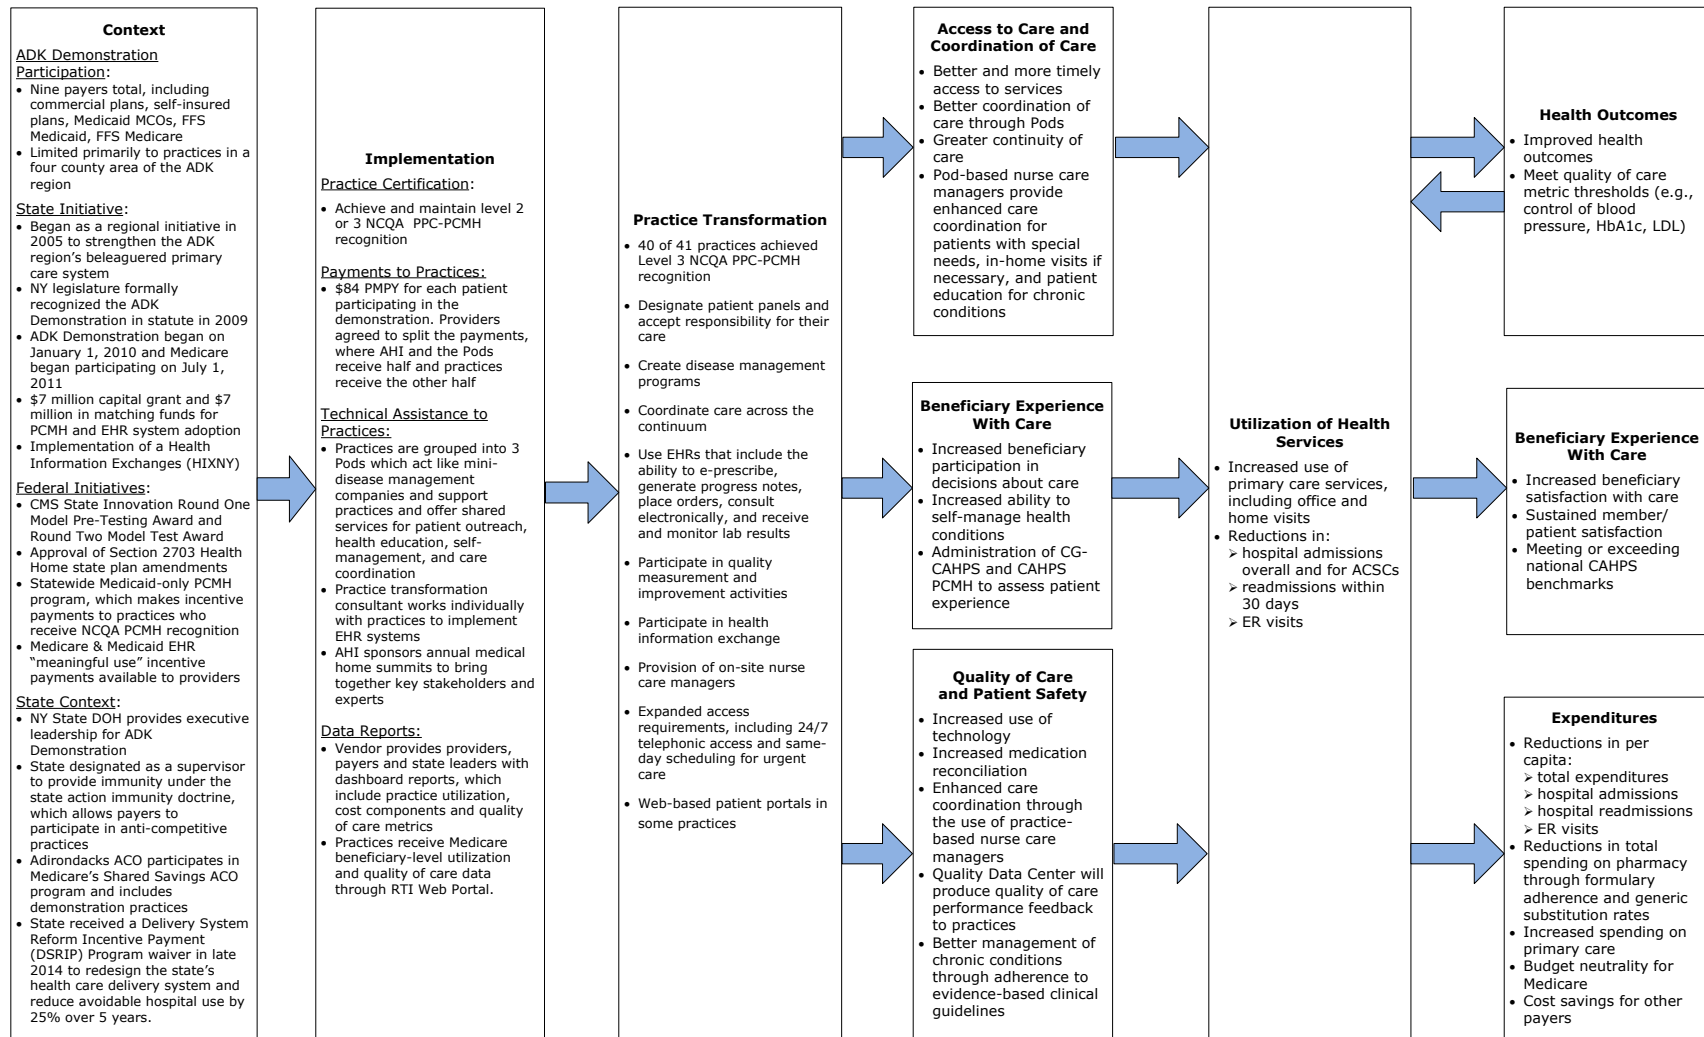 Context
ADK Demonstration
Participation:
• Nine payers total, including
commercial plans, self-insured
plans, Medicaid MCOs, FFS
Medicaid, FFS Medicare
• Limited primarily to practices in a
four county area of the ADK
region
State Initiative:
• Began as a regional initiative in
2005 to strengthen the ADK
region's beleaguered primary
care system
• NY legislature formally
recognized the ADK
Demonstration in statute in 2009
• ADK Demonstration began on
January 1, 2010 and Medicare
began participating on July 1,
2011
• $7 million capital grant and $7
million in matching funds for
PCMH and EHR system adoption
• Implementation of a Health
Information Exchanges (HIXNY)
Federal Initiatives:
• CMS State Innovation Round One
Model Pre-Testing Award and
Round Two Model Test Award
• Approval of Section 2703 Health
Home state plan amendments
• Statewide Medicaid-only PCMH
program, which makes incentive
payments to practices who
receive NCQA PCMH recognition
• Medicare & Medicaid EHR
"meaningful use" incentive
payments available to providers
State Context:
• NY State DOH provides executive
leadership for ADK
Demonstration
• State designated as a supervisor
to provide immunity under the
state action immunity doctrine,
which allows payers to
participate in anti-competitive
practices
• Adirondacks ACO participates in
Medicare's Shared Savings ACO
program and includes
demonstration practices
• State received a Delivery System
Reform Incentive Payment
(DSRIP) Program waiver in late
2014 to redesign the state's
health care delivery system and
reduce avoidable hospital use by
25% over 5 years.
Implementation
Practice Certification:
• Achieve and maintain level 2
or 3 NCQA PPC-PCMH
recognition
Payments to Practices:
• $84 PMPY for each patient
participating in the
demonstration. Providers
agreed to split the payments,
where AHI and the Pods
receive half and practices
receive the other half
Technical Assistance to
Practices:
• Practices are grouped into 3
Pods which act like mini-
disease management
companies and support
practices and offer shared
services for patient outreach,
health education, self-
management, and care
coordination
• Practice transformation
consultant works individually
with practices to implement
EHR systems
• AHI sponsors annual medical
home summits to bring
together key stakeholders and
experts
Data Reports:
• Vendor provides providers,
payers and state leaders with
dashboard reports, which
include practice utilization,
cost components and quality
of care metrics
• Practices receive Medicare
beneficiary-level utilization
and quality of care data
through RTI Web Portal.
Practice Transformation
• 40 of 41 practices achieved
Level 3 NCQA PPC-PCMH
recognition
• Designate patient panels and
accept responsibility for their
care
• Create disease management
programs
• Coordinate care across the
continuum
• Use EHRs that include the
ability to e-prescribe,
generate progress notes,
place orders, consult
electronically, and receive
and monitor lab results
• Participate in quality
measurement and
improvement activities
• Participate in health
information exchange
• Provision of on-site nurse
care managers
• Expanded access
requirements, including 24/7
telephonic access and same-
day scheduling for urgent
care
• Web-based patient portals in
some practices
Access to Care and
Coordination of Care
• Better and more timely
access to services
• Better coordination of
care through Pods
• Greater continuity of
care
• Pod-based nurse care
managers provide
enhanced care
coordination for
patients with special
needs, in-home visits if
necessary, and patient
education for chronic
conditions
Beneficiary Experience
With Care
• Increased beneficiary
participation in
decisions about care
• Increased ability to
self-manage health
conditions
• Administration of CG-
CAHPS and CAHPS
PCMH to assess patient
experience
Quality of Care
and Patient Safety
• Increased use of
technology
• Increased medication
reconciliation
• Enhanced care
coordination through
the use of practice-
based nurse care
managers
• Quality Data Center will
produce quality of care
performance feedback
to practices
• Better management of
chronic conditions
through adherence to
evidence-based clinical
guidelines
Utilization of Health
Services
• Increased use of
primary care services,
including office and
home visits
• Reductions in:
➢ hospital admissions
overall and for ACSCs
➢ readmissions within
30 days
➢ ER visits
Health Outcomes
• Improved health
outcomes
• Meet quality of care
metric thresholds (e.g.,
control of blood
pressure, HbA1c, LDL)
Beneficiary Experience
With Care
• Increased beneficiary
satisfaction with care
• Sustained member/
patient satisfaction
• Meeting or exceeding
national CAHPS
benchmarks
Expenditures
• Reductions in per
capita:
➢ total expenditures
➢ hospital admissions
➢ hospital readmissions
➢ ER visits
• Reductions in total
spending on pharmacy
through formulary
adherence and generic
substitution rates
• Increased spending on
primary care
• Budget neutrality for
Medicare
• Cost savings for other
payers